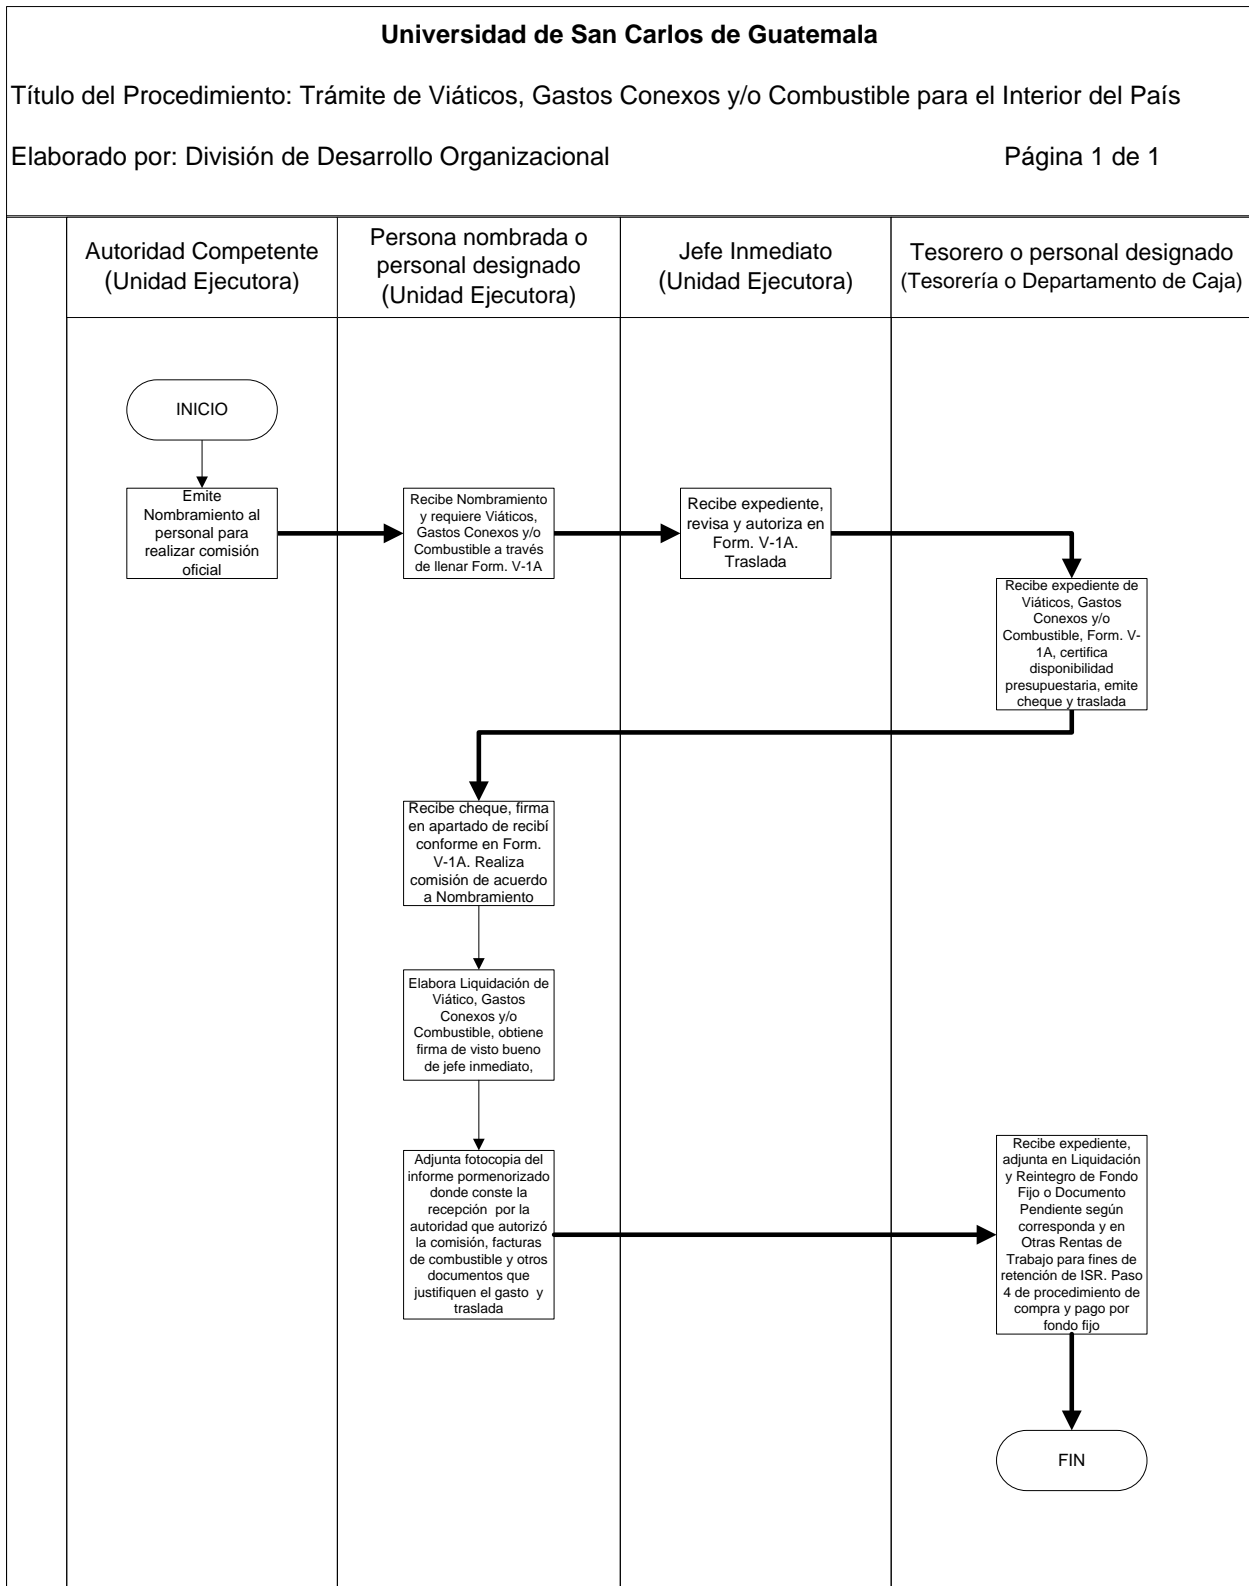 Universidad de San Carlos de Guatemala
Título del Procedimiento: Trámite de Viáticos, Gastos Conexos y/o Combustible para el Interior del País
Elaborado por: División de Desarrollo Organizacional
Página 1 de 1
Autoridad Competente
(Unidad Ejecutora)
Persona nombrada o
personal designado
(Unidad Ejecutora)
Jefe Inmediato
(Unidad Ejecutora)
Tesorero o personal designado
(Tesorería o Departamento de Caja)
INICIO
Emite
Nombramiento al
personal para
realizar comisión
oficial
Recibe Nombramiento
y requiere Viáticos,
Gastos Conexos y/o
Combustible a través
de llenar Form. V-1A
Recibe expediente,
revisa y autoriza en
Form. V-1A.
Traslada
Recibe expediente de
Viáticos, Gastos
Conexos y/o
Combustible, Form. V-
1A, certifica
disponibilidad
presupuestaria, emite
cheque y traslada
Recibe cheque, firma
en apartado de recibí
conforme en Form.
V-1A. Realiza
comisión de acuerdo
a Nombramiento
Elabora Liquidación de
Viático, Gastos
Conexos y/o
Combustible, obtiene
firma de visto bueno
de jefe inmediato,
Adjunta fotocopia del
informe pormenorizado
donde conste la
recepción por la
autoridad que autorizó
la comisión, facturas
de combustible y otros
documentos que
justifiquen el gasto y
traslada
Recibe expediente,
adjunta en Liquidación
y Reintegro de Fondo
Fijo o Documento
Pendiente según
corresponda y en
Otras Rentas de
Trabajo para fines de
retención de ISR. Paso
4 de procedimiento de
compra y pago por
fondo fijo
FIN